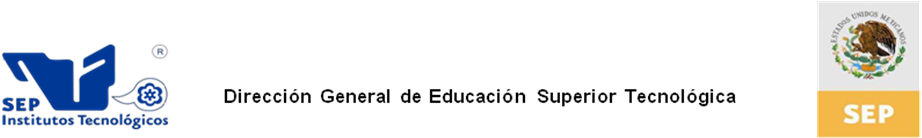 SEP
Institutos Tecnológicos
®
Dirección General de Educación Superior Tecnológica
ESTADOS UNIDOS MEXICANOS
SEP